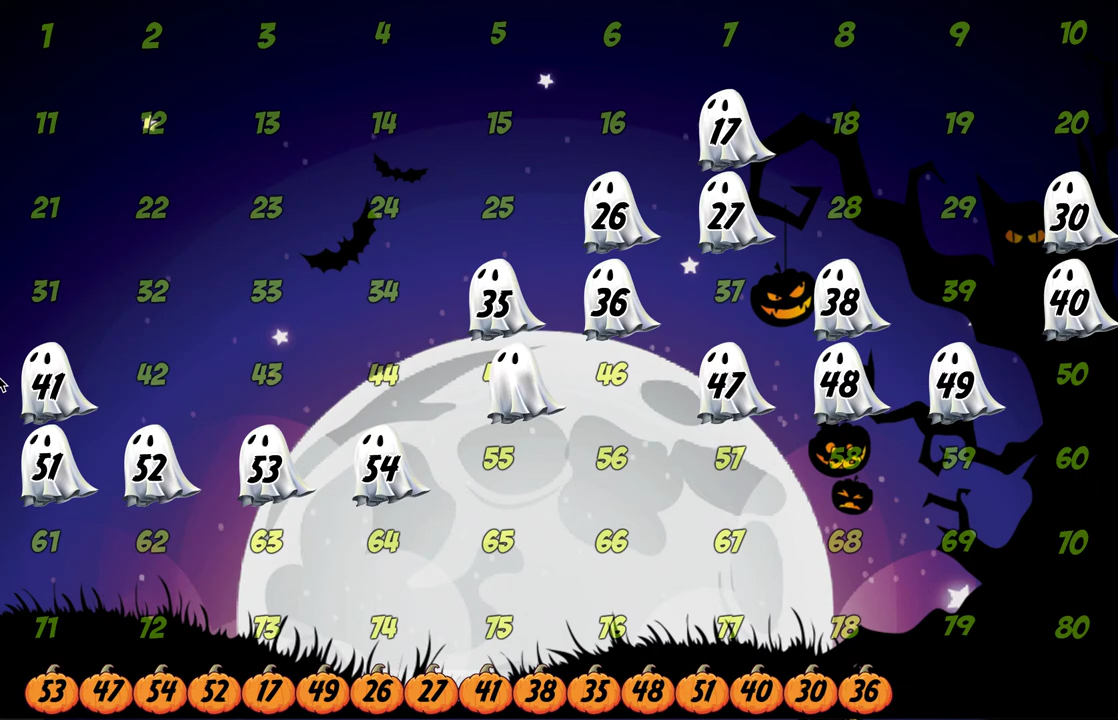 1 2 3 4 5 6 7 8 9 10
11 12 13 14 15 16 17 18 19 20
21 22 23 24 25 26 27 28 29 30
31 32 33 34 35 36 37 38 39 40
41 42 43 44 46 47 48 49 50
51 52 53 54 55 56 57 58 59 60
61 62 63 64 65 66 67 68 69 70
71 72 73 74 75 76 77 78 79 80
53 47 54 52 17 49 26 27 41 38 35 48 51 40 30 36